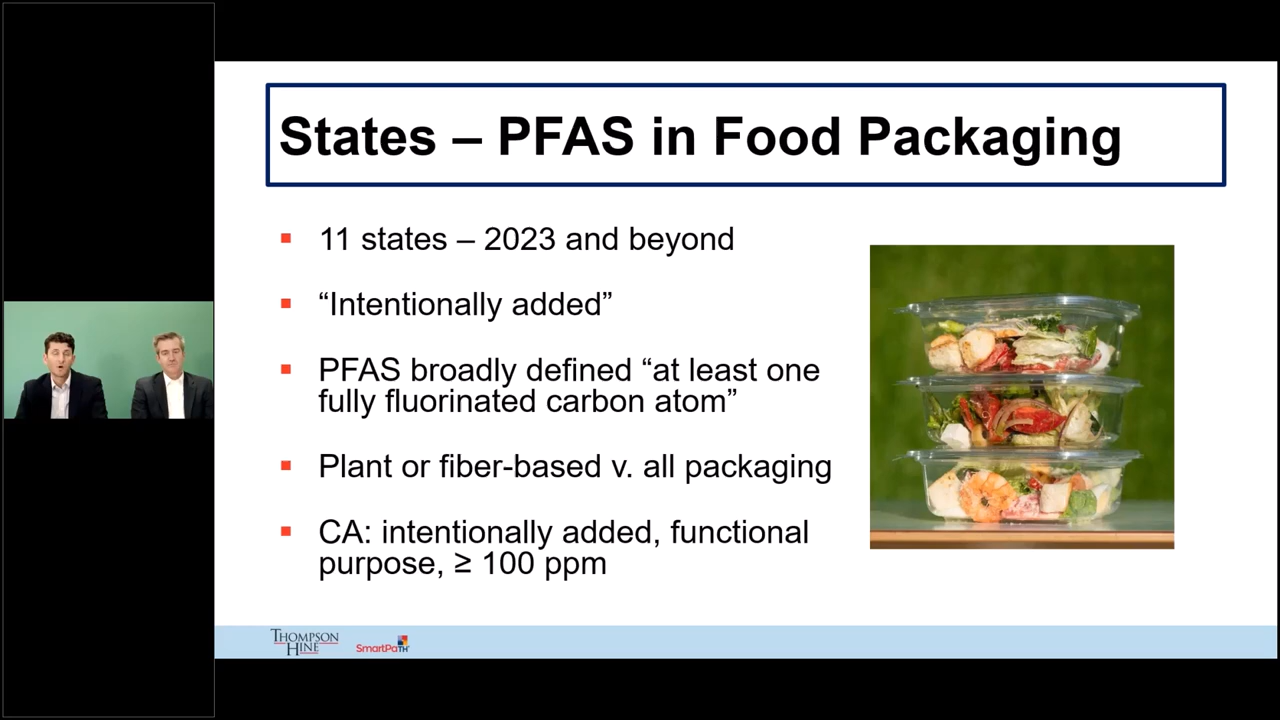 States – PFAS in Food Packaging
11 states – 2023 and beyond
“Intentionally added”
PFAS broadly defined “at least one
fully fluorinated carbon atom”
Plant or fiber-based v. all packaging
CA: intentionally added, functional
purpose, ≥ 100 ppm
THOMPSON
HINE
SmartPaTH